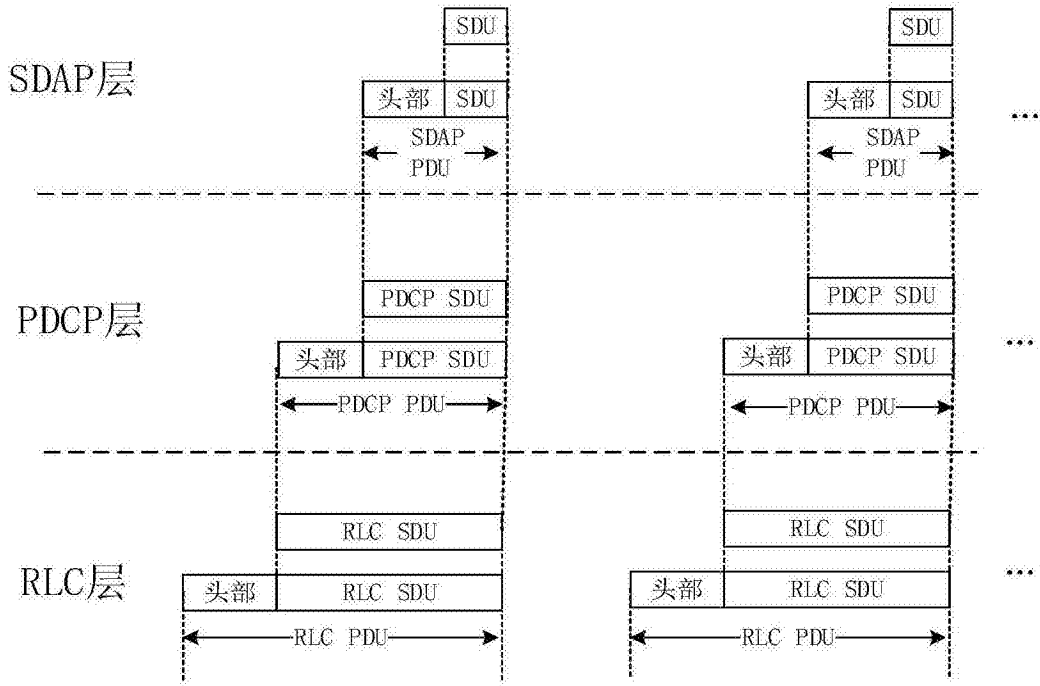 SDU SDU
SDAP层
头部 SDU 头部 SDU
...
SDAP SDAP
PDU PDU
PDCP SDU PDCP SDU
PDCP层
头部 PDCP SDU 头部 PDCP SDU
...
PDCP PDU PDCP PDU
RLC SDU RLC SDU
RLC层
头部 RLC SDU 头部 RLC SDU
...
RLC PDU RLC PDU